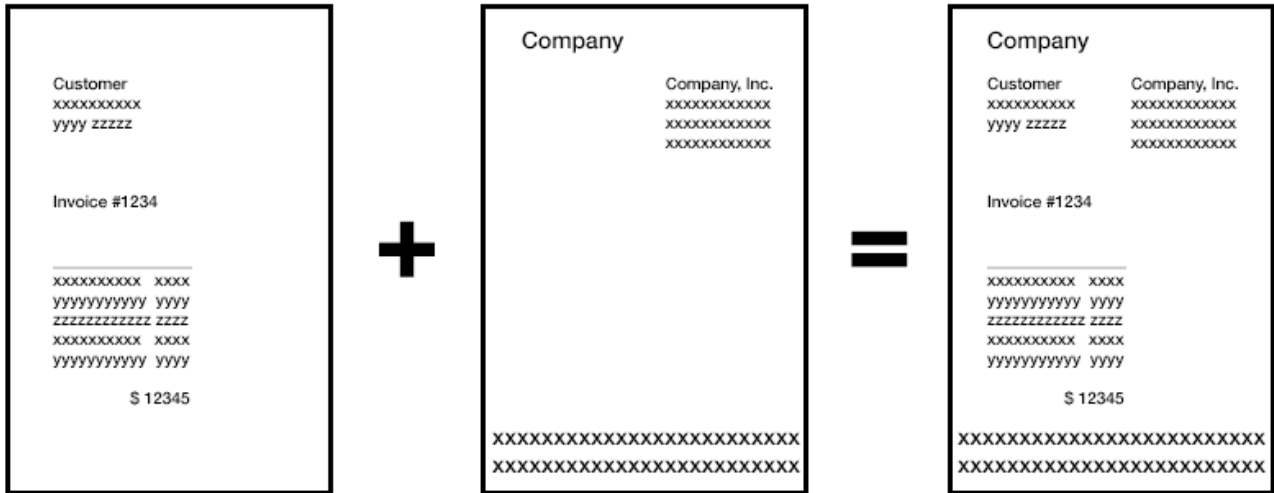 Customer
xxxxxxxxxx
yyyy zzzzz
Invoice #1234
xxxxxxxxxx xxxx
yyyyyyyyyyy yyyy
zzzzzzzzzzzz zzzz
xxxxxxxxxx xxxx
yyyyyyyyyyy yyyy
$ 12345
+
Company
Company, Inc.
xxxxxxxxxxxx
xxxxxxxxxxxx
xxxxxxxxxxxx
xxxxxxxxxxxxxxxxxxxxxxxxx
xxxxxxxxxxxxxxxxxxxxxxxxx
=
Company
Customer
xxxxxxxxxx
yyyy zzzzz
Company, Inc.
xxxxxxxxxxxx
xxxxxxxxxxxx
xxxxxxxxxxxx
Invoice #1234
xxxxxxxxxx xxxx
yyyyyyyyyyy yyyy
zzzzzzzzzzzz zzzz
xxxxxxxxxx xxxx
yyyyyyyyyyy yyyy
$ 12345
xxxxxxxxxxxxxxxxxxxxxxxxx
xxxxxxxxxxxxxxxxxxxxxxxxx